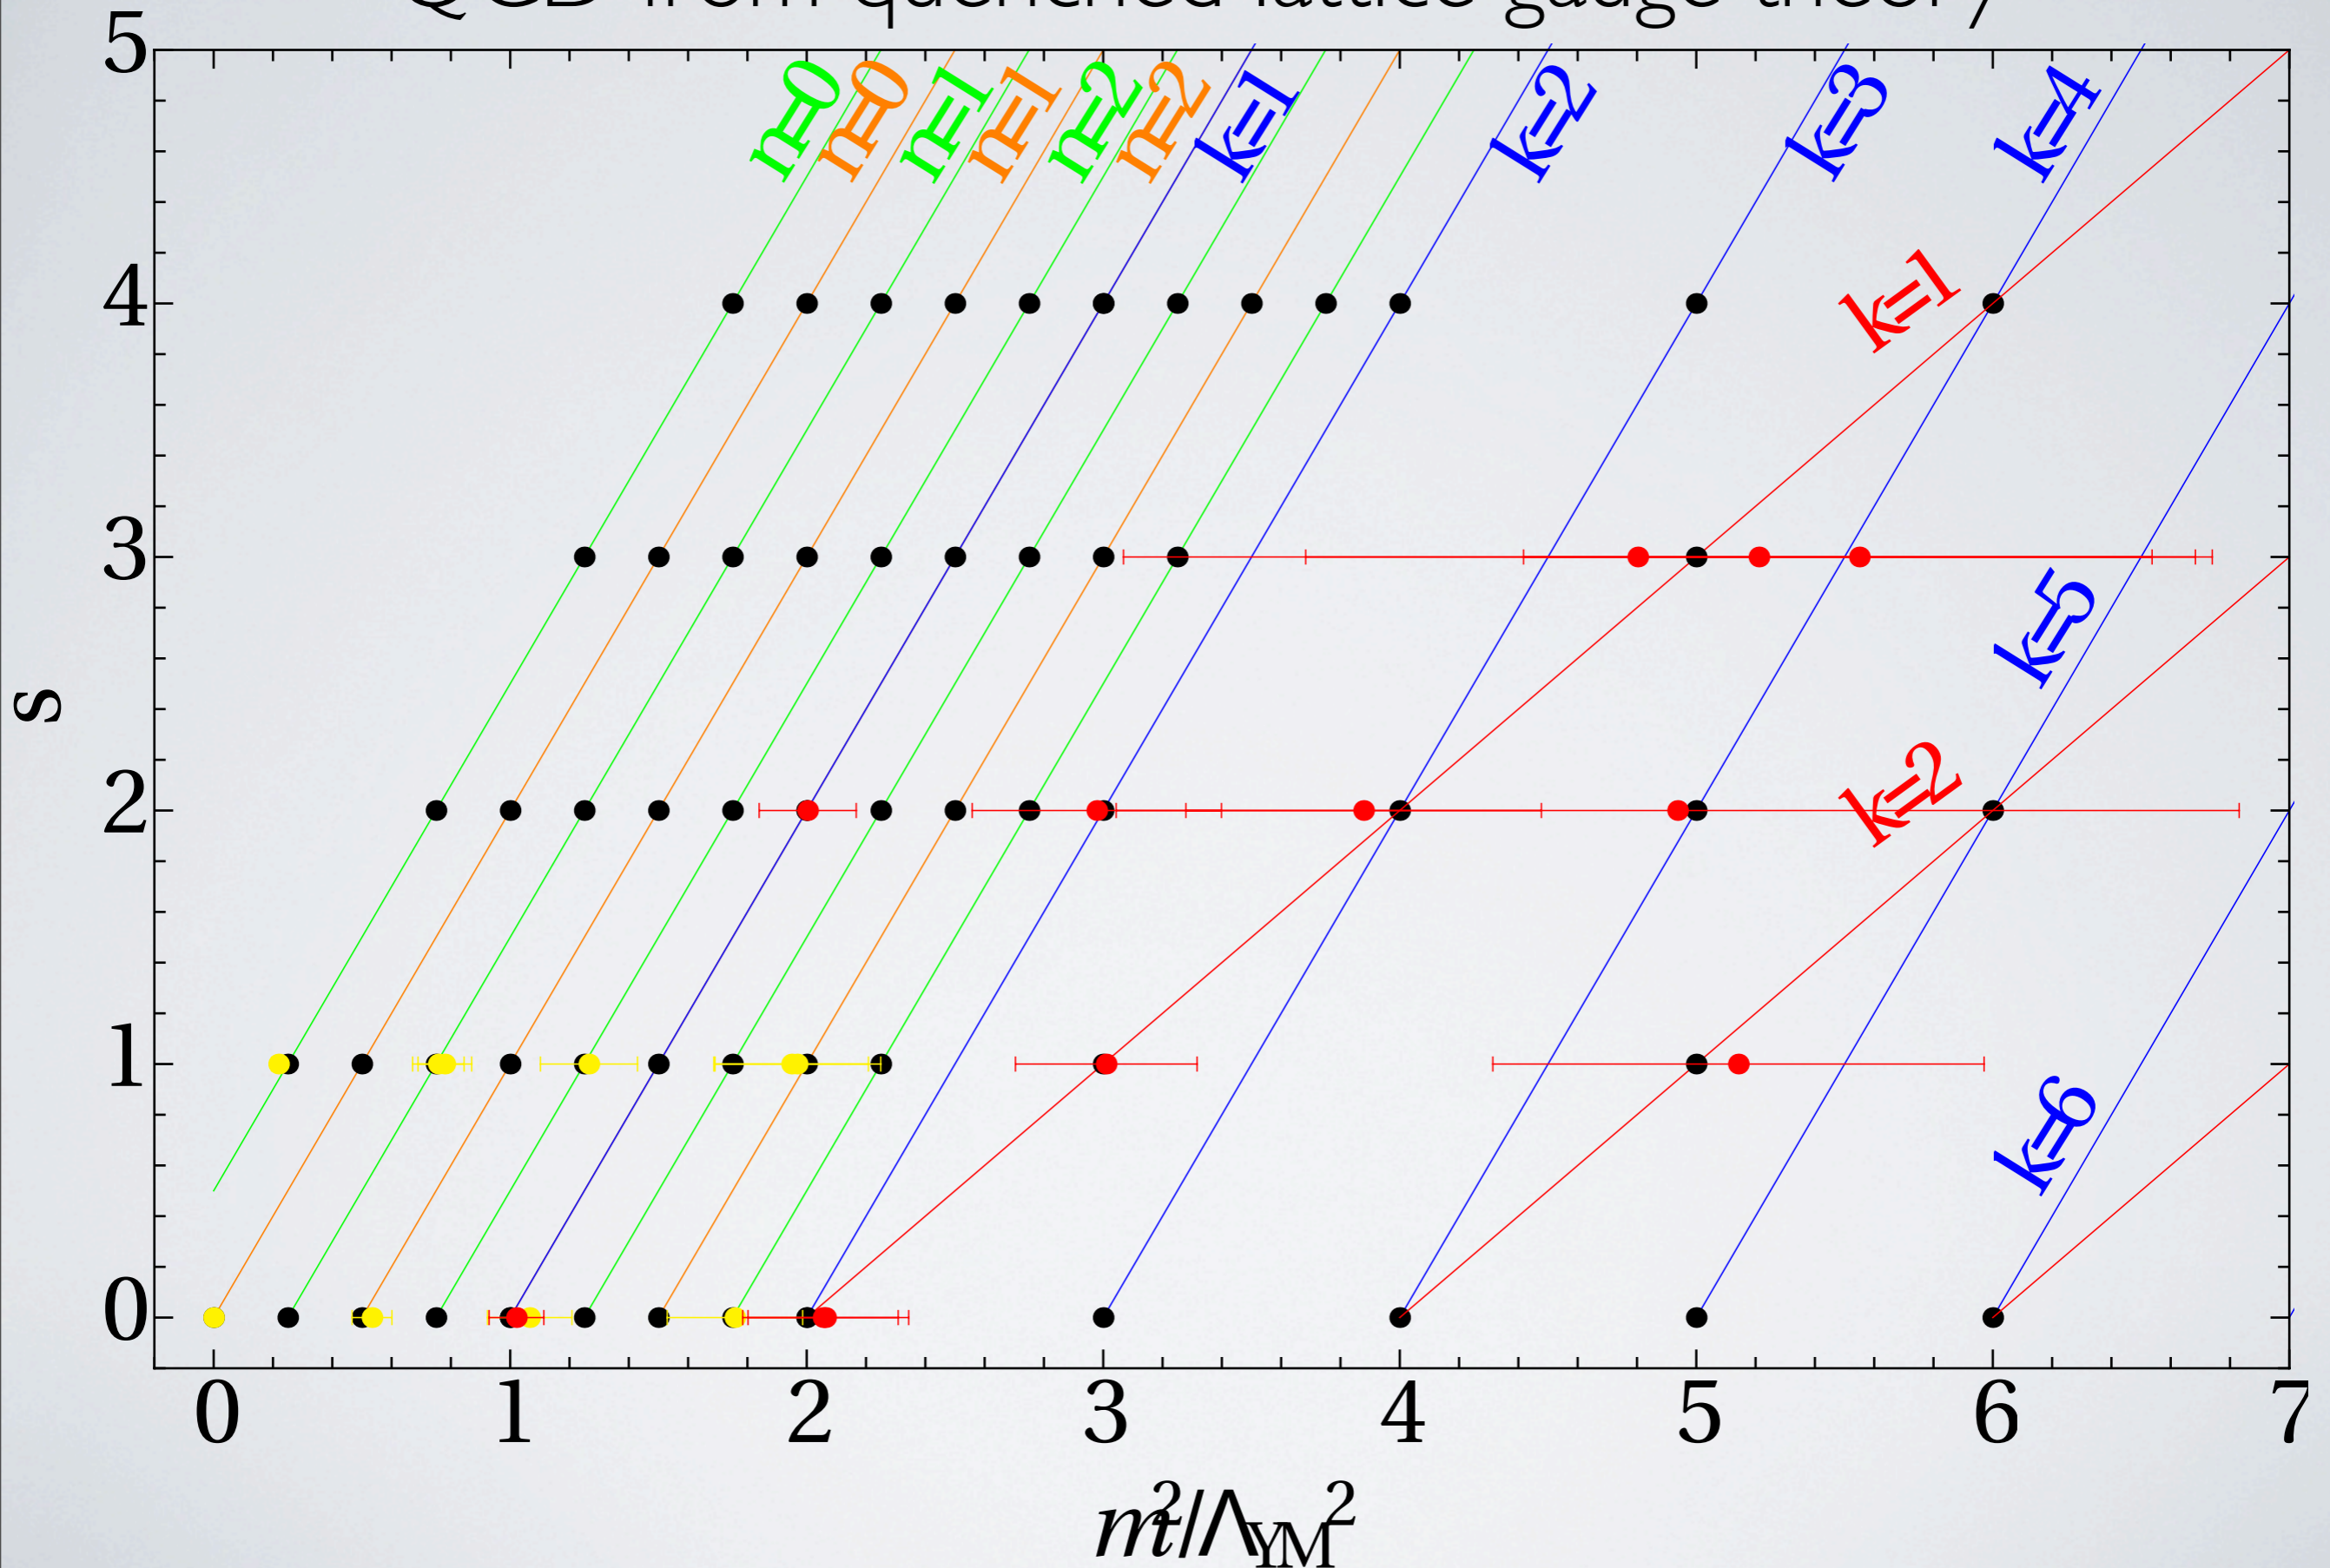 QCD from quenched lattice gauge theory
5
n=0 n=0 n=1 n=1 n=2 n=2 k=1 k=2 k=3 k=4
k=1
4
3
k=5
s
k=2
2
1
k=6
0
0 1 2 3 4 5 6 7
m²/Λ_YM²